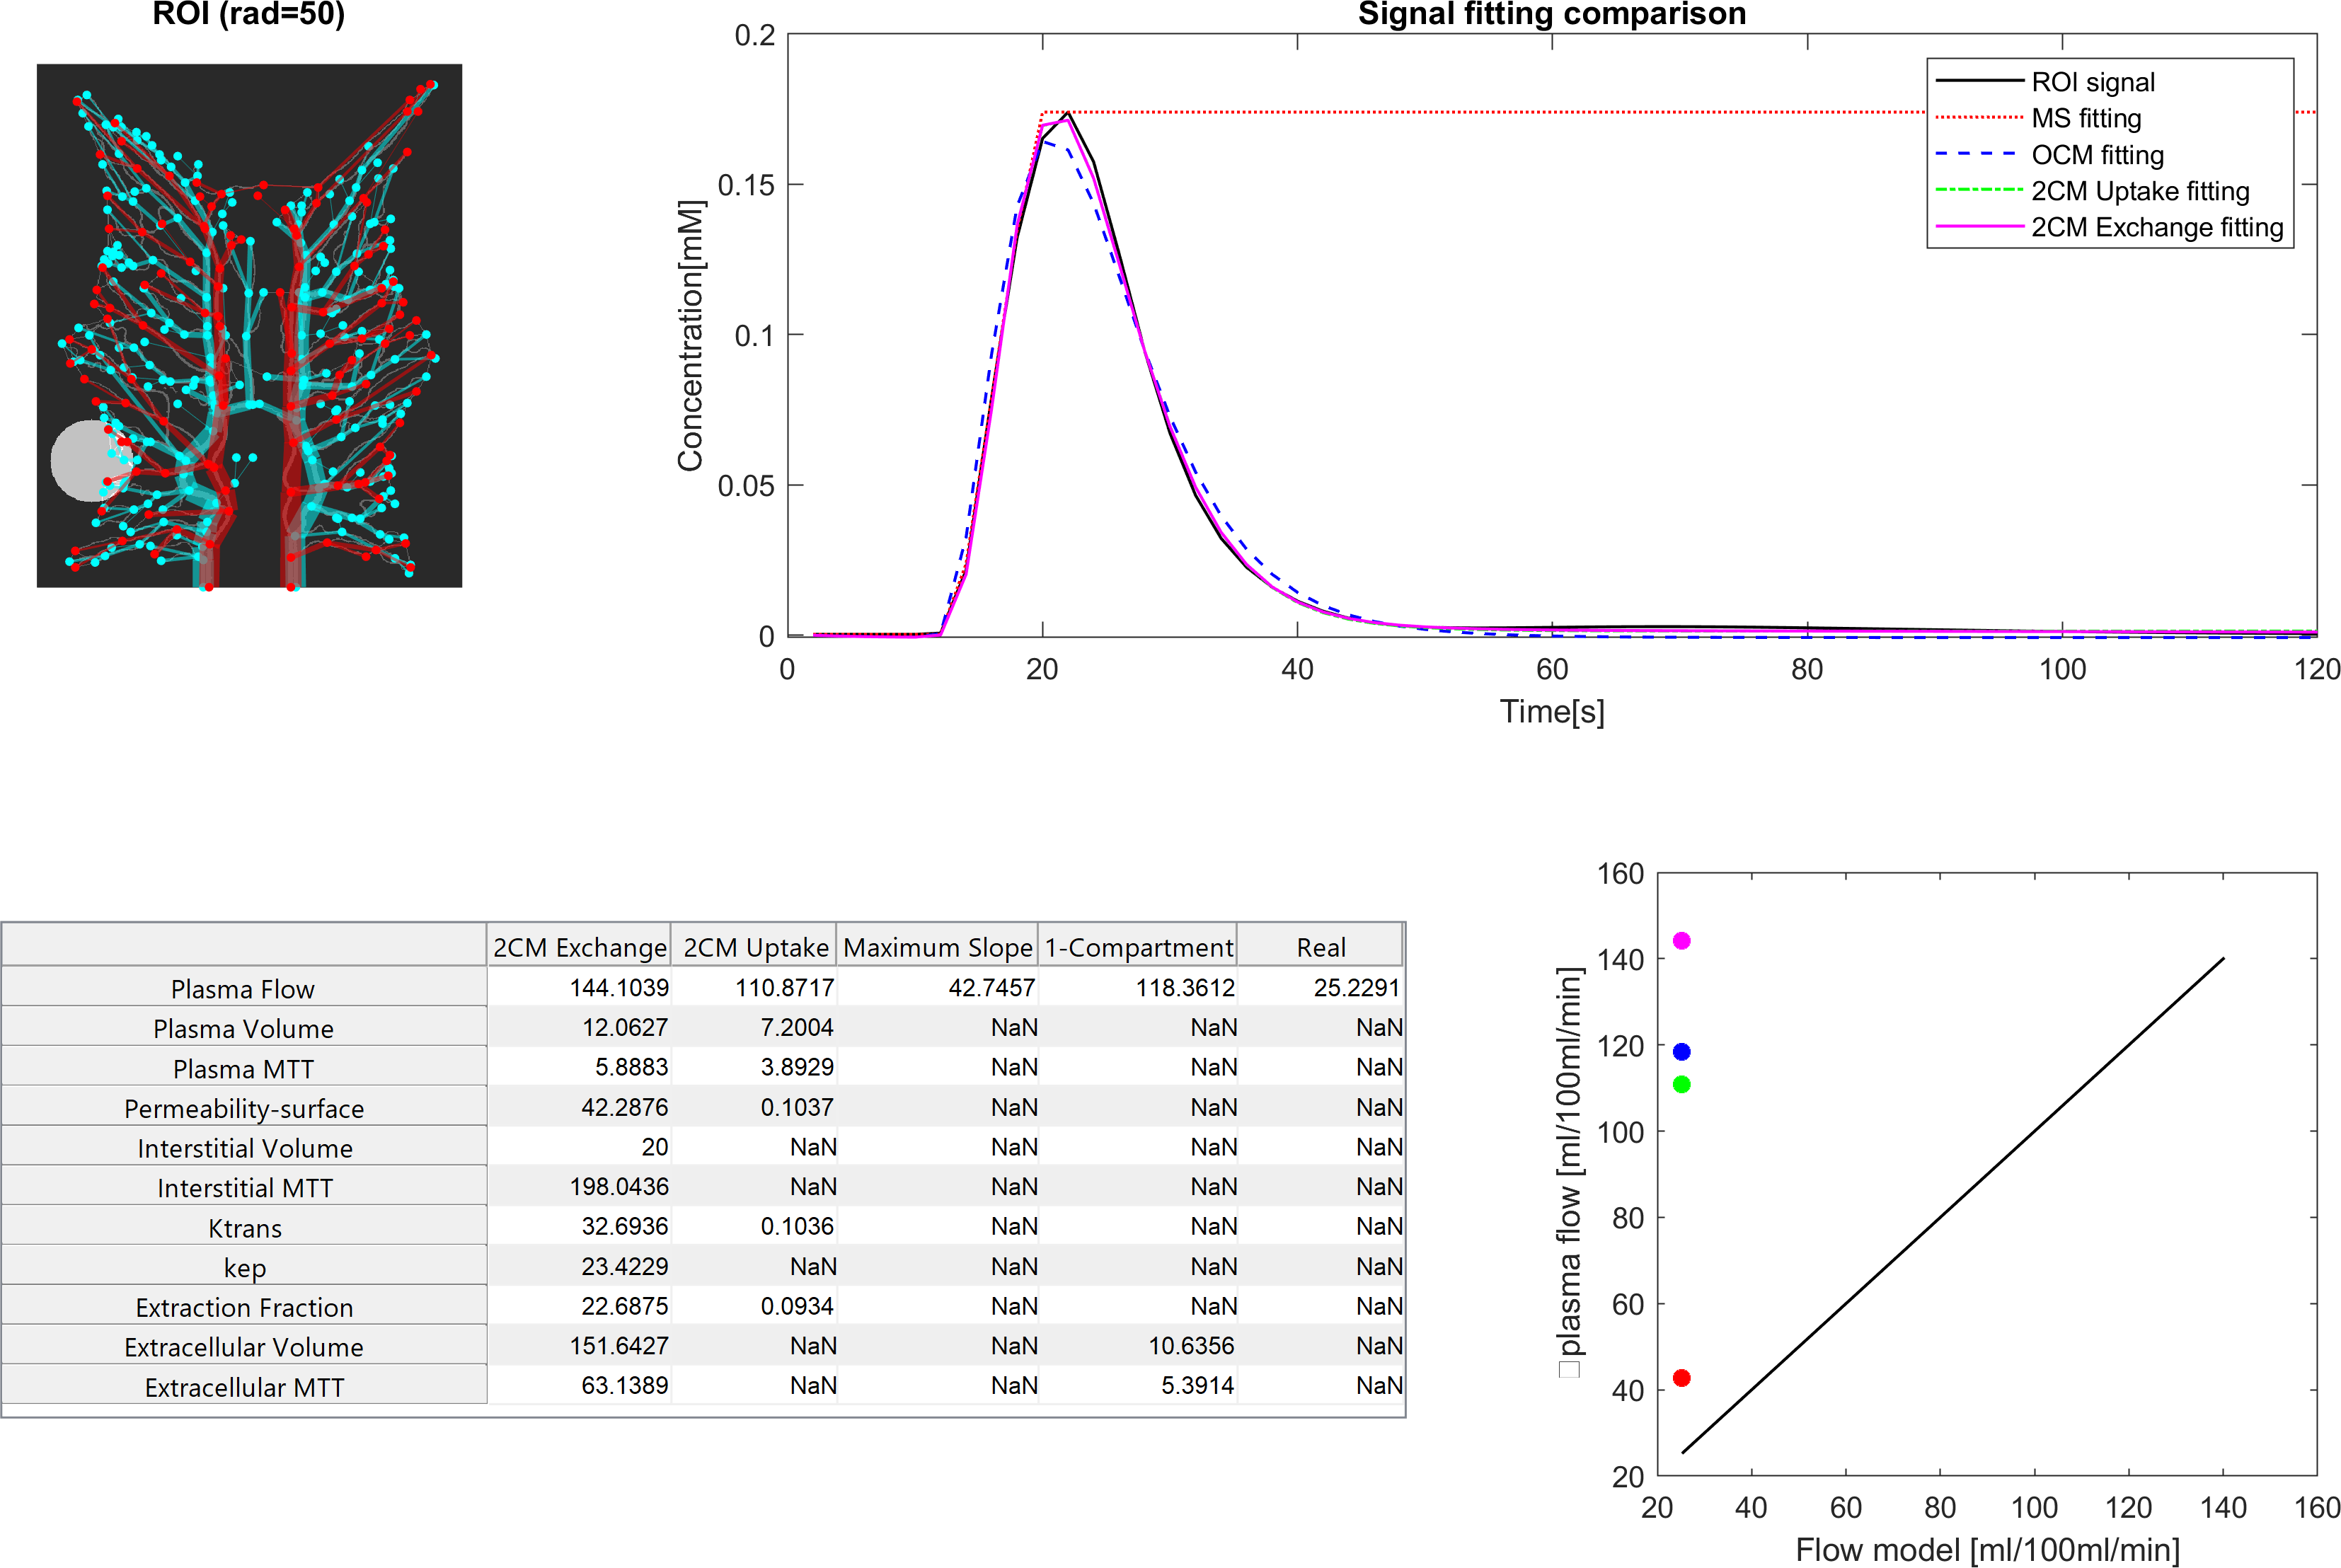 ROI (rad=50)
Signal fitting comparison
0.2
0.15
0.1
0.05
0
Concentration[mM]
0 20 40 60 80 100 120
Time[s]
ROI signal
MS fitting
OCM fitting
2CM Uptake fitting
2CM Exchange fitting
2CM Exchange 2CM Uptake Maximum Slope 1-Compartment Real
Plasma Flow 144.1039 110.8717 42.7457 118.3612 25.2291
Plasma Volume 12.0627 7.2004 NaN NaN NaN
Plasma MTT 5.8883 3.8929 NaN NaN NaN
Permeability-surface 42.2876 0.1037 NaN NaN NaN
Interstitial Volume 20 NaN NaN NaN NaN
Interstitial MTT 198.0436 NaN NaN NaN NaN
Ktrans 32.6936 0.1036 NaN NaN NaN
kep 23.4229 NaN NaN NaN NaN
Extraction Fraction 22.6875 0.0934 NaN NaN NaN
Extracellular Volume 151.6427 NaN NaN 10.6356 NaN
Extracellular MTT 63.1389 NaN NaN 5.3914 NaN
160
140
120
100
80
60
40
20
□plasma flow [ml/100ml/min]
20 40 60 80 100 120 140 160
Flow model [ml/100ml/min]